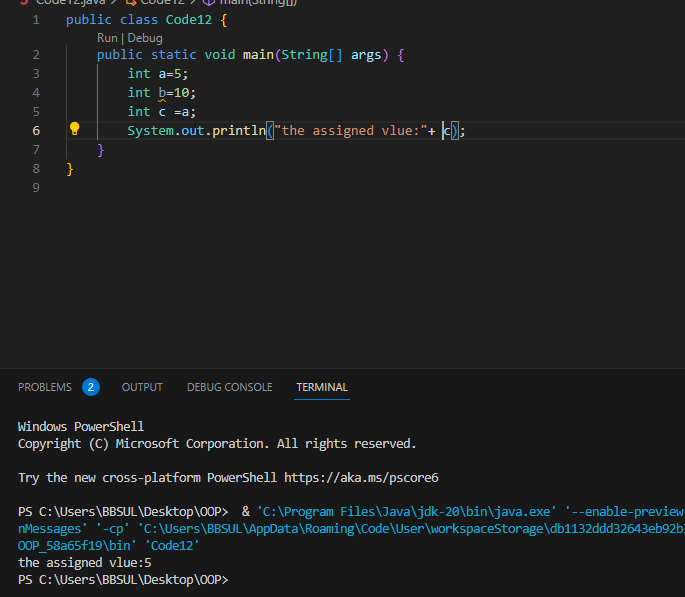 Code12.java > Code12 > main(String[])
1 public class Code12 {
Run | Debug
2 public static void main(String[] args) {
3 int a=5;
4 int b=10;
5 int c =a;
6 System.out.println("the assigned vlue:"+ c);
7 }
8 }
9
PROBLEMS 2 OUTPUT DEBUG CONSOLE TERMINAL
Windows PowerShell
Copyright (C) Microsoft Corporation. All rights reserved.
Try the new cross-platform PowerShell https://aka.ms/pscore6
PS C:\Users\BBSUL\Desktop\OOP> & 'C:\Program Files\Java\jdk-20\bin\java.exe' '--enable-preview
nMessages' '-cp' 'C:\Users\BBSUL\AppData\Roaming\Code\User\workspaceStorage\db1132ddd32643eb92b
OOP_58a65f19\bin' 'Code12'
the assigned vlue:5
PS C:\Users\BBSUL\Desktop\OOP>